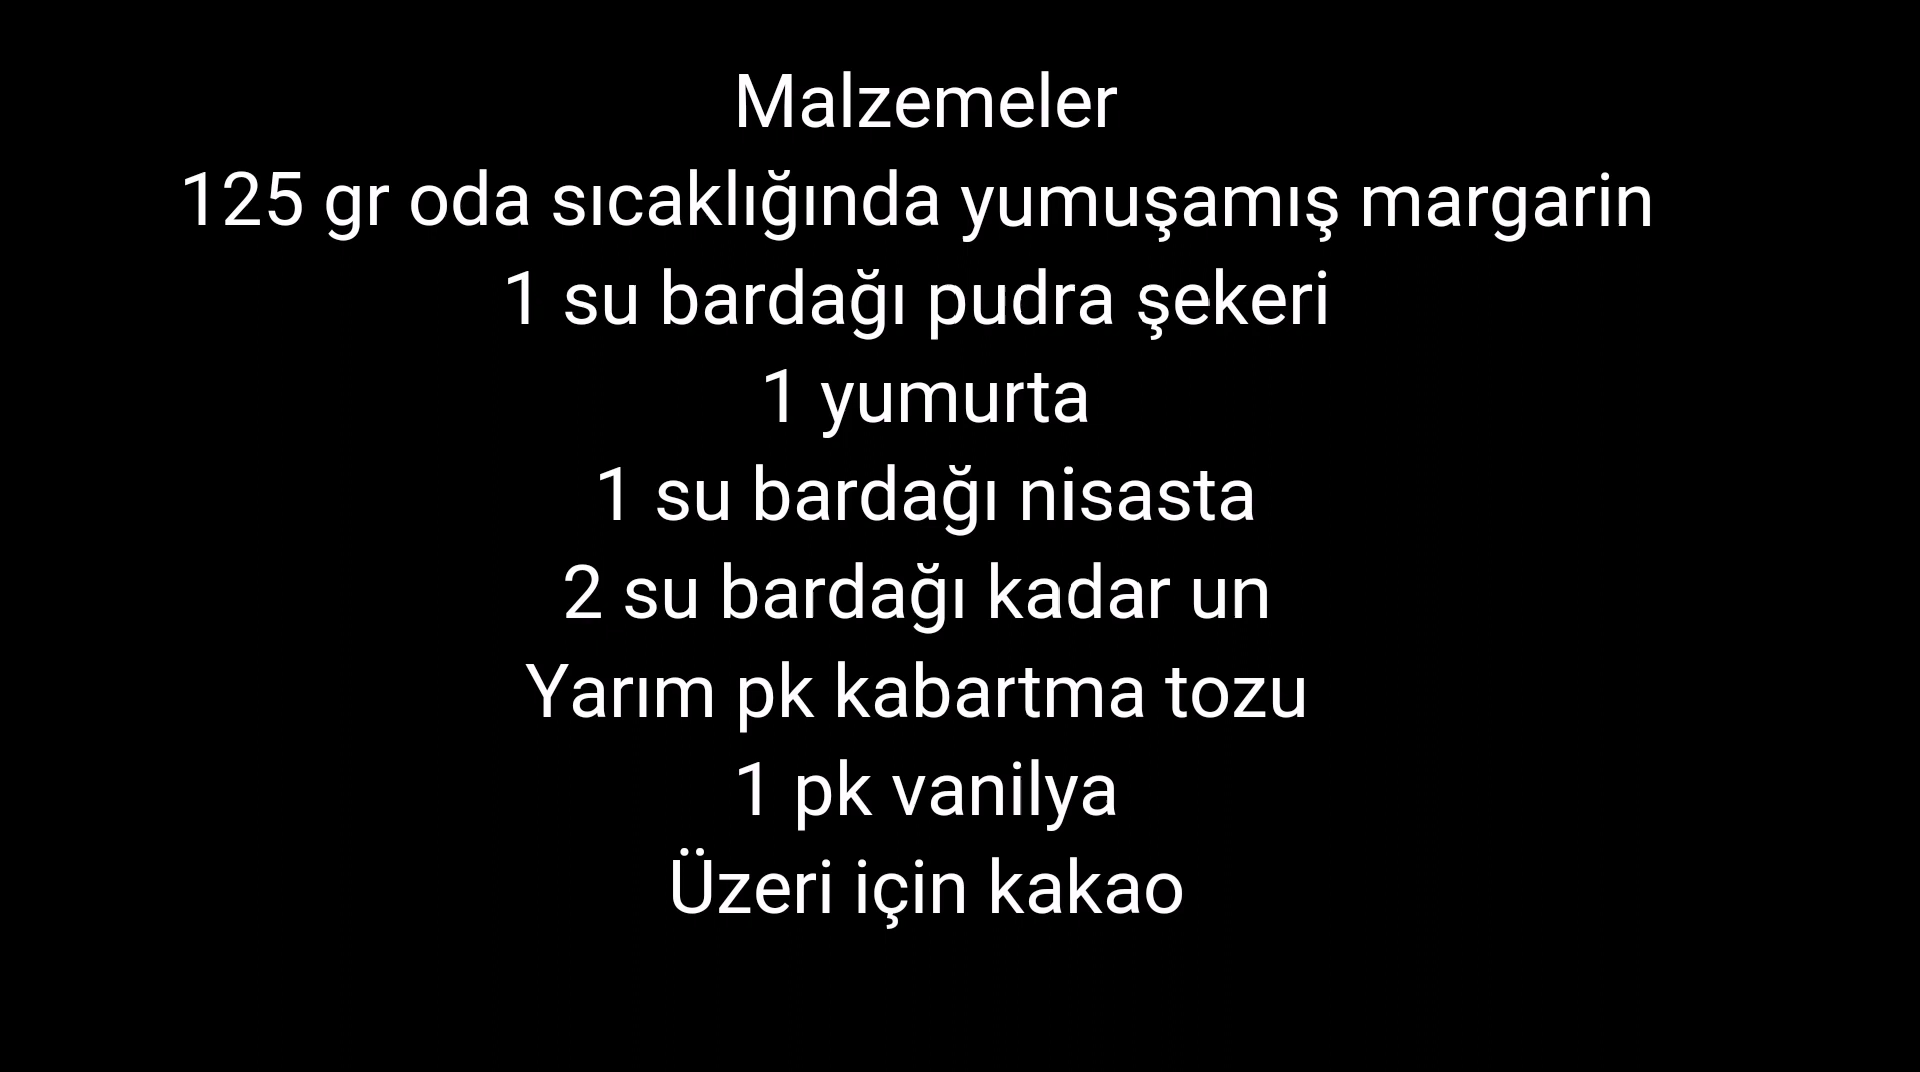 Malzemeler
125 gr oda sıcaklığında yumuşamış margarin
1 su bardağı pudra şekeri
1 yumurta
1 su bardağı nisasta
2 su bardağı kadar un
Yarım pk kabartma tozu
1 pk vanilya
Üzeri için kakao